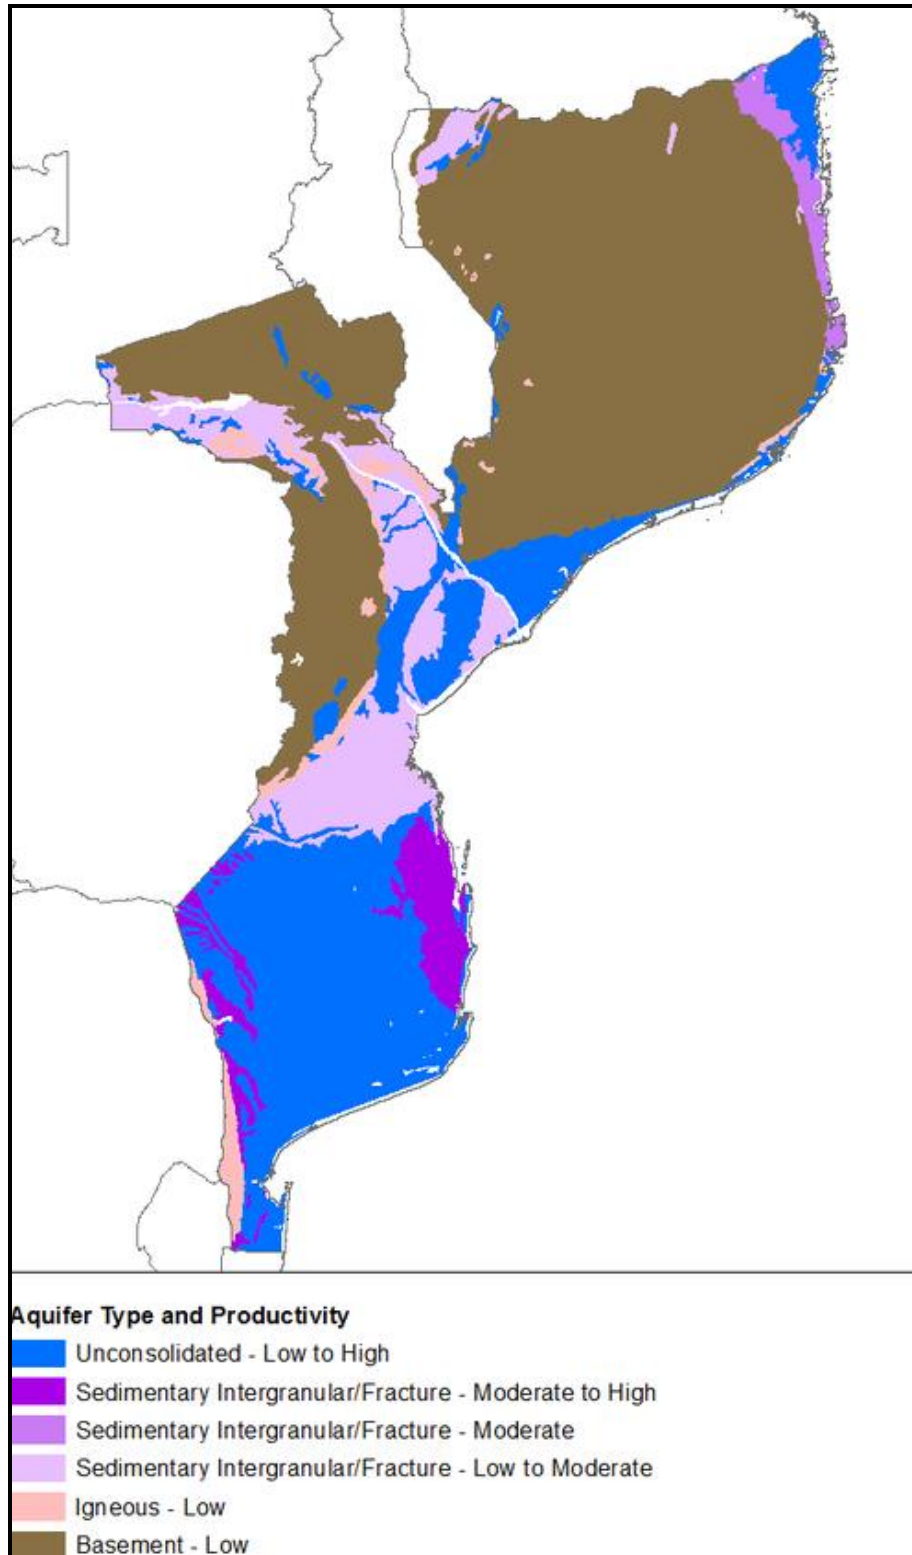 Aquifer Type and Productivity
Unconsolidated - Low to High
Sedimentary Intergranular/Fracture - Moderate to High
Sedimentary Intergranular/Fracture - Moderate
Sedimentary Intergranular/Fracture - Low to Moderate
Igneous - Low
Basement - Low